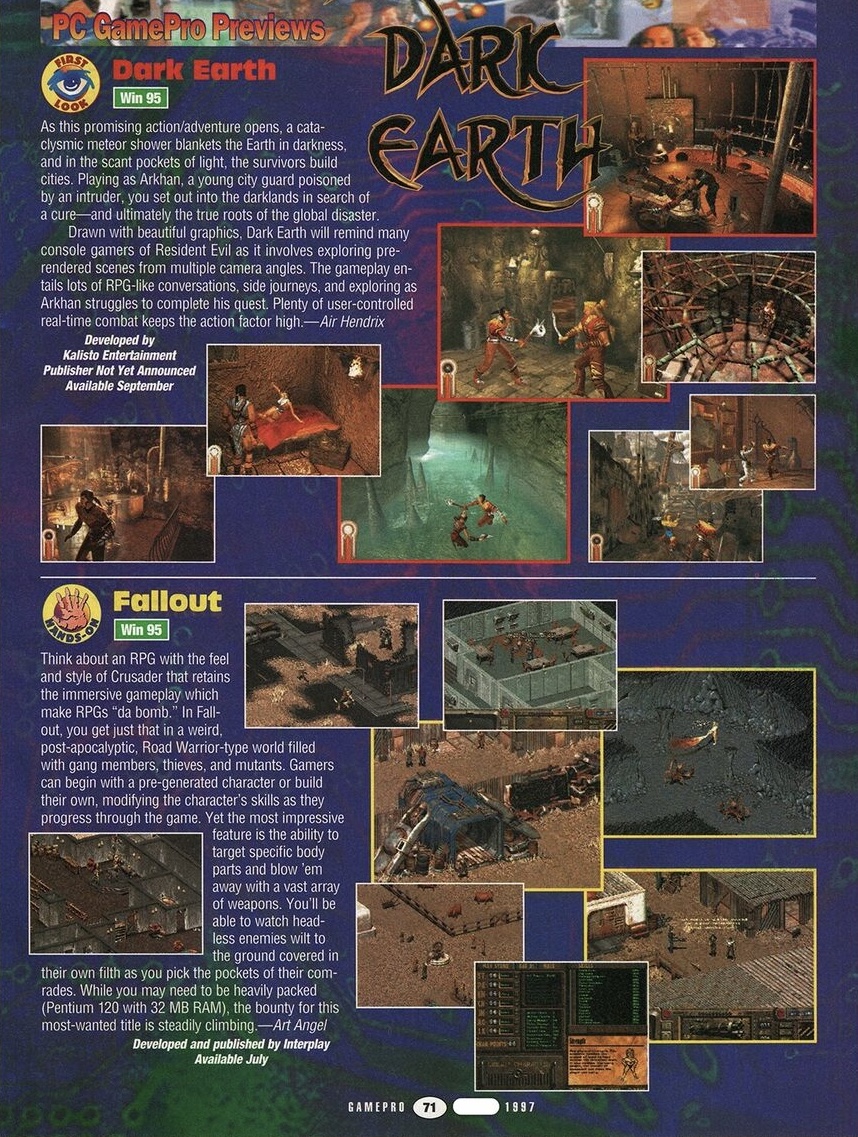 PC GamePro Previews
DARK
EARTH
FIRST
LOOK
Dark Earth
Win 95
As this promising action/adventure opens, a cata-
clysmic meteor shower blankets the Earth in darkness,
and in the scant pockets of light, the survivors build
cities. Playing as Arkhan, a young city guard poisoned
by an intruder, you set out into the darklands in search of
a cure—and ultimately the true roots of the global disaster.
Drawn with beautiful graphics, Dark Earth will remind many
console gamers of Resident Evil as it involves exploring pre-
rendered scenes from multiple camera angles. The gameplay en-
tails lots of RPG-like conversations, side journeys, and exploring as
Arkhan struggles to complete his quest. Plenty of user-controlled
real-time combat keeps the action factor high.—Air Hendrix
Developed by
Kalisto Entertainment
Publisher Not Yet Announced
Available September
HANDS-ON
Fallout
Win 95
Think about an RPG with the feel
and style of Crusader that retains
the immersive gameplay which
make RPGs “da bomb.” In Fall-
out, you get just that in a weird,
post-apocalyptic, Road Warrior-type world filled
with gang members, thieves, and mutants. Gamers
can begin with a pre-generated character or build
their own, modifying the character's skills as they
progress through the game. Yet the most impressive
feature is the ability to
target specific body
parts and blow 'em
away with a vast array
of weapons. You'll be
able to watch head-
less enemies wilt to
the ground covered in
their own filth as you pick the pockets of their com-
rades. While you may need to be heavily packed
(Pentium 120 with 32 MB RAM), the bounty for this
most-wanted title is steadily climbing.—Art Angel
Developed and published by Interplay
Available July
GAMEPRO 71 1997